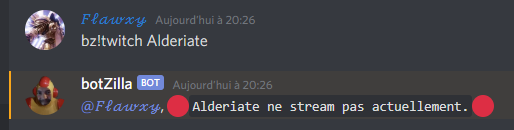 𝓕𝓵𝓪𝔀𝔁𝔂 Aujourd'hui à 20:26
bz!twitch Alderiate
botZilla BOT Aujourd'hui à 20:26
@𝓕𝓵𝓪𝔀𝔁𝔂, 🔴 Alderiate ne stream pas actuellement. 🔴